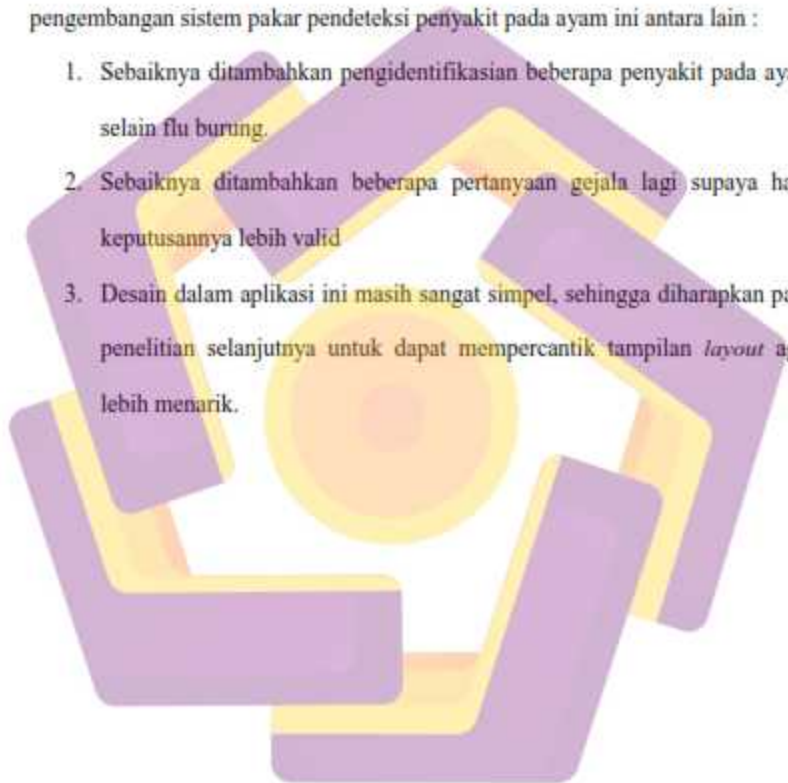 pengembangan sistem pakar pendeteksi penyakit pada ayam ini antara lain :
1. Sebaiknya ditambahkan pengidentifikasian beberapa penyakit pada aya
selain flu burung.
2. Sebaiknya ditambahkan beberapa pertanyaan gejala lagi supaya ha
keputusannya lebih valid
3. Desain dalam aplikasi ini masih sangat simpel, sehingga diharapkan pa
penelitian selanjutnya untuk dapat mempercantik tampilan layout a
lebih menarik.